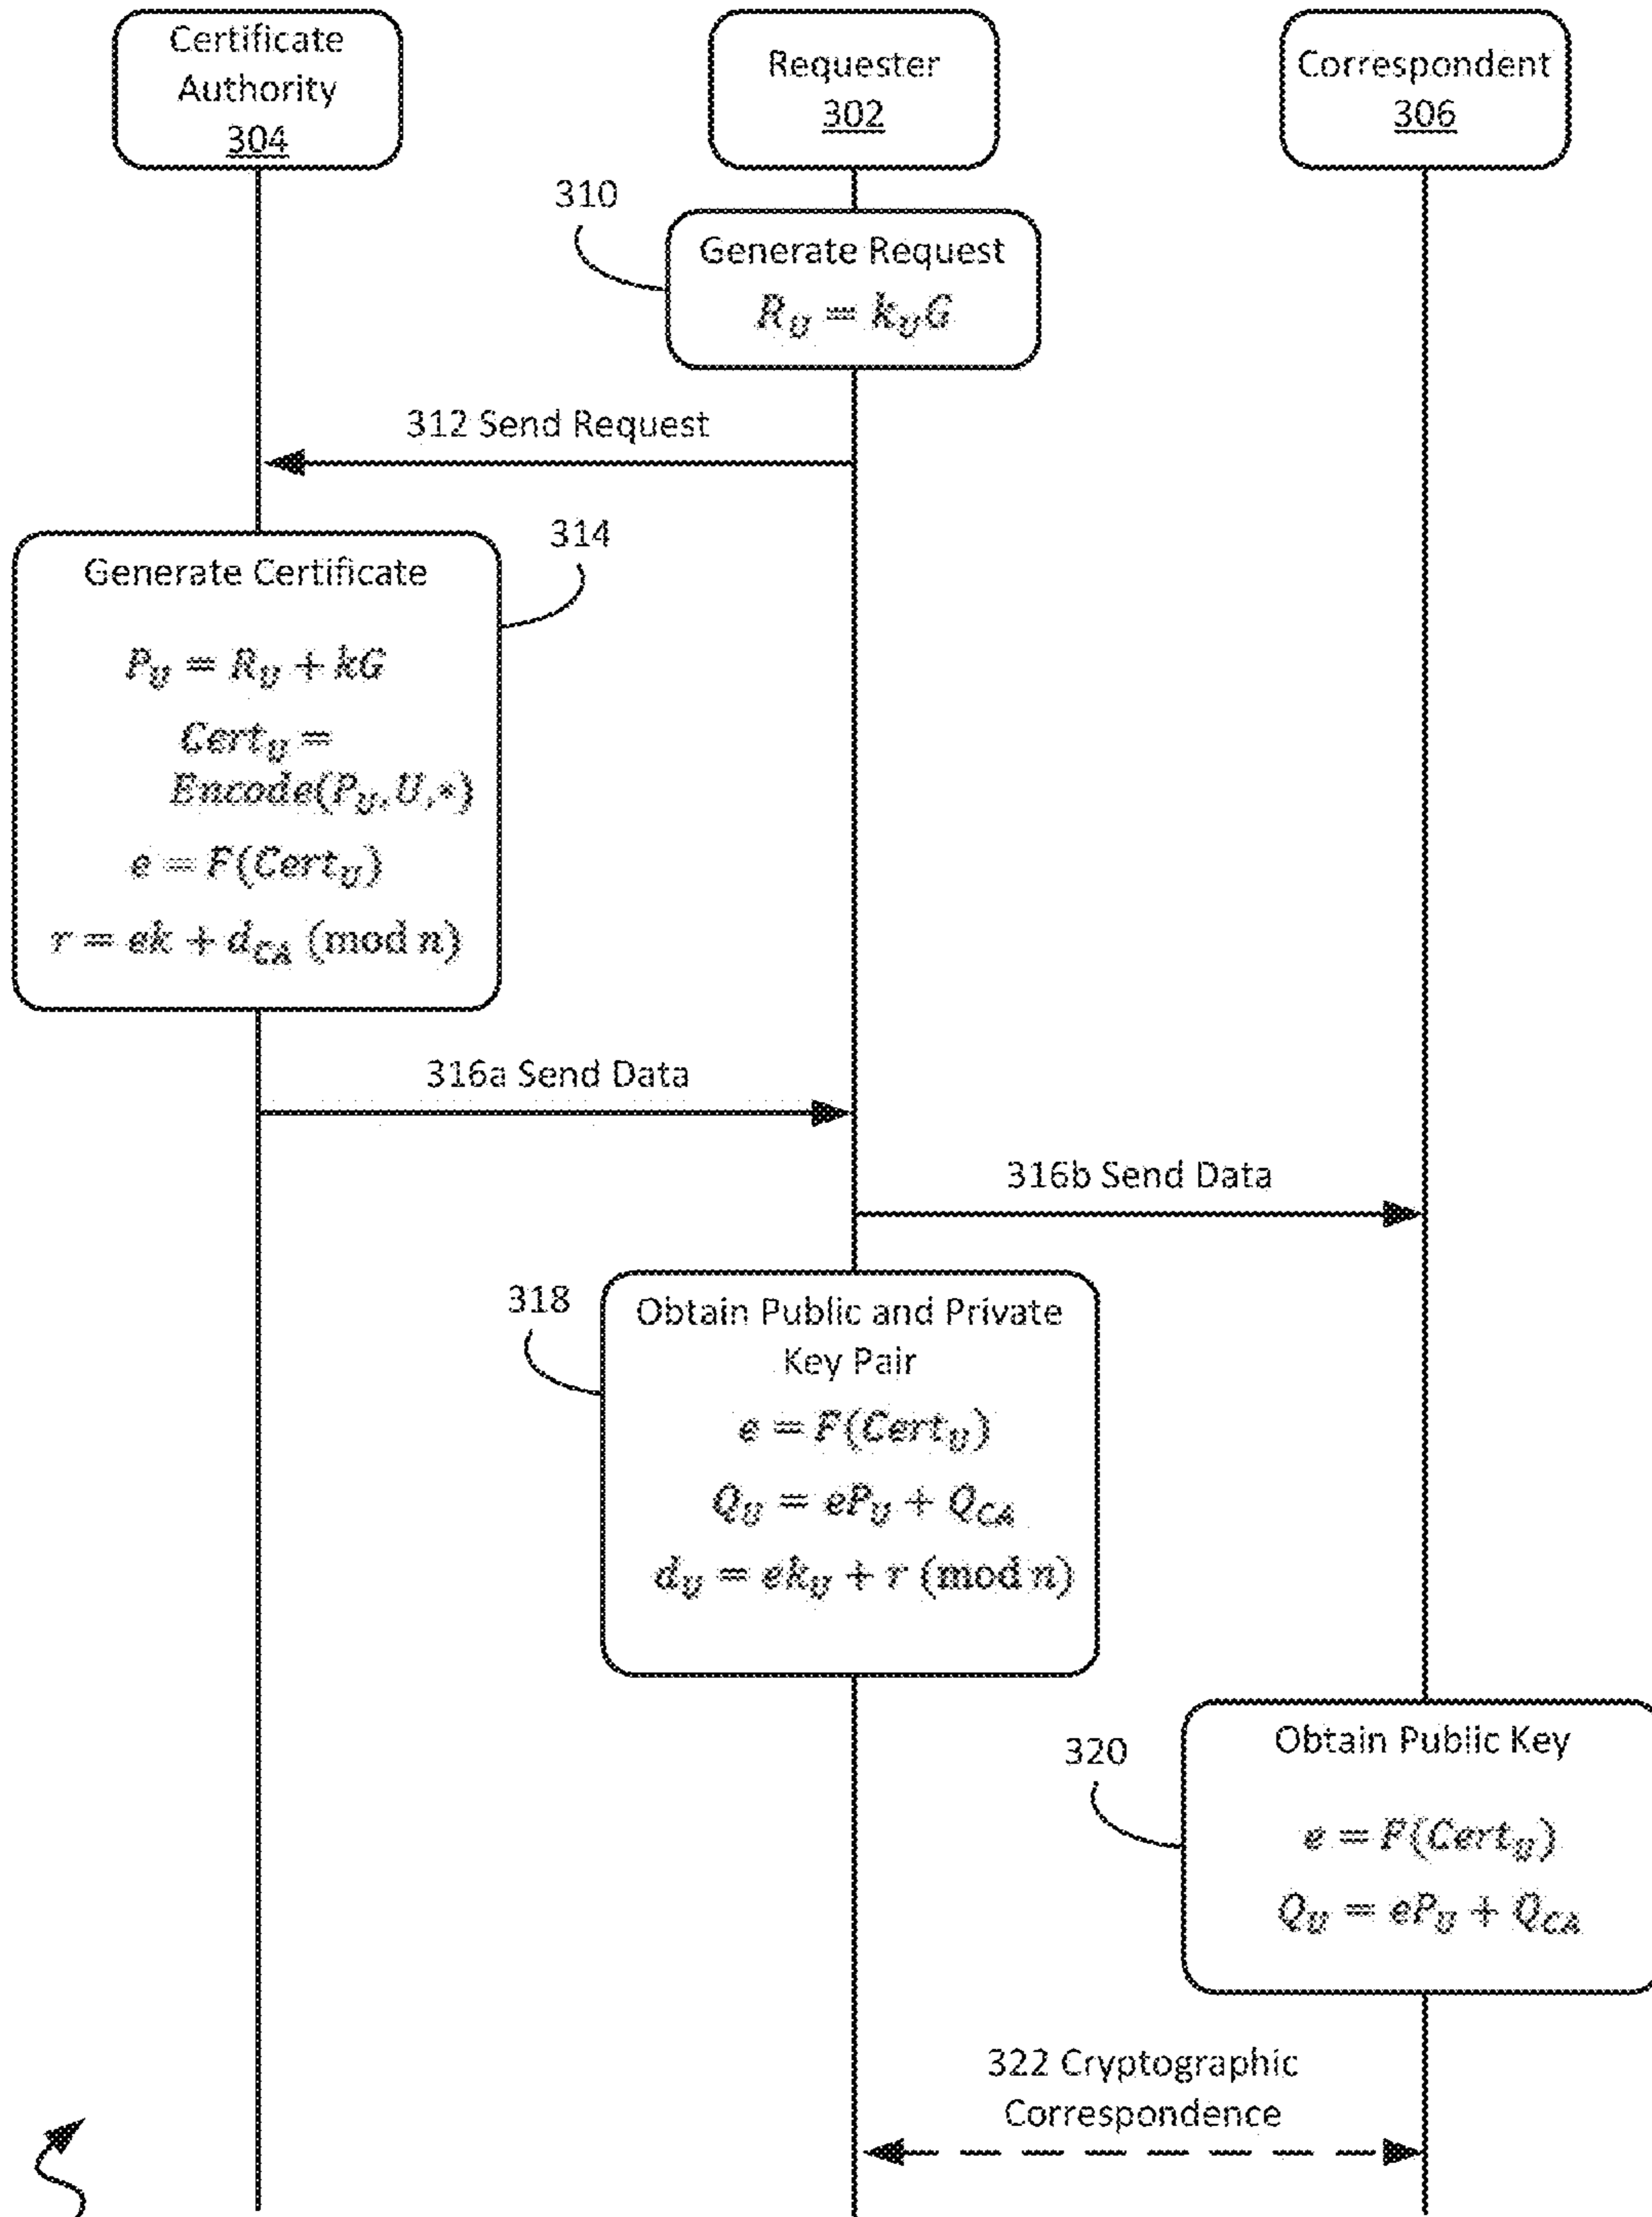 Certificate
Authority
304
Requester
302
Correspondent
306
310
Generate Request
R_U = k_U G
312 Send Request
314
Generate Certificate
P_U = R_U + kG
Cert_U =
Encode(P_U, U,*)
e = F(Cert_U)
r = ek + d_CA (mod n)
316a Send Data
316b Send Data
318
Obtain Public and Private
Key Pair
e = F(Cert_U)
Q_U = eP_U + Q_CA
d_U = ek_U + r (mod n)
320
Obtain Public Key
e = F(Cert_U)
Q_U = eP_U + Q_CA
322 Cryptographic
Correspondence